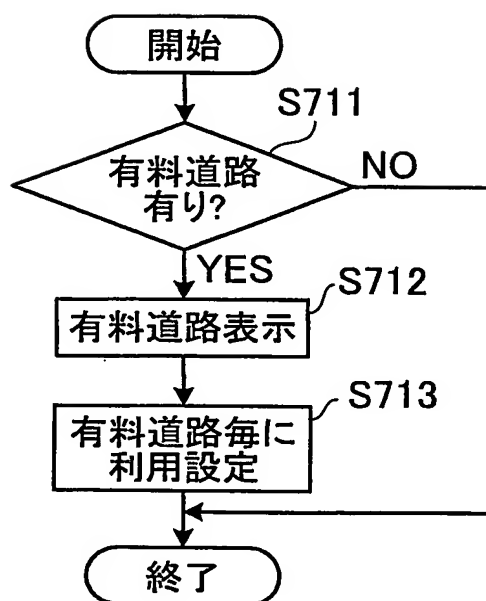 開始
S711
有料道路
有り?
NO
YES
S712
有料道路表示
S713
有料道路毎に
利用設定
終了